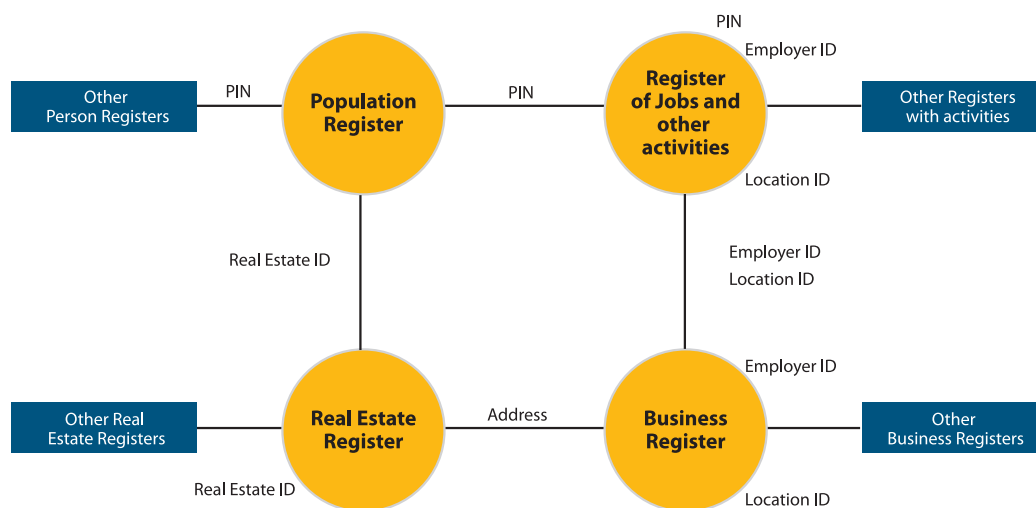 PIN
Employer ID
Other
Person Registers
PIN
Population
Register
PIN
Register
of Jobs and
other
activities
Other Registers
with activities
Location ID
Real Estate ID
Employer ID
Location ID
Employer ID
Other Real
Estate Registers
Real Estate
Register
Address
Business
Register
Other
Business Registers
Real Estate ID
Location ID